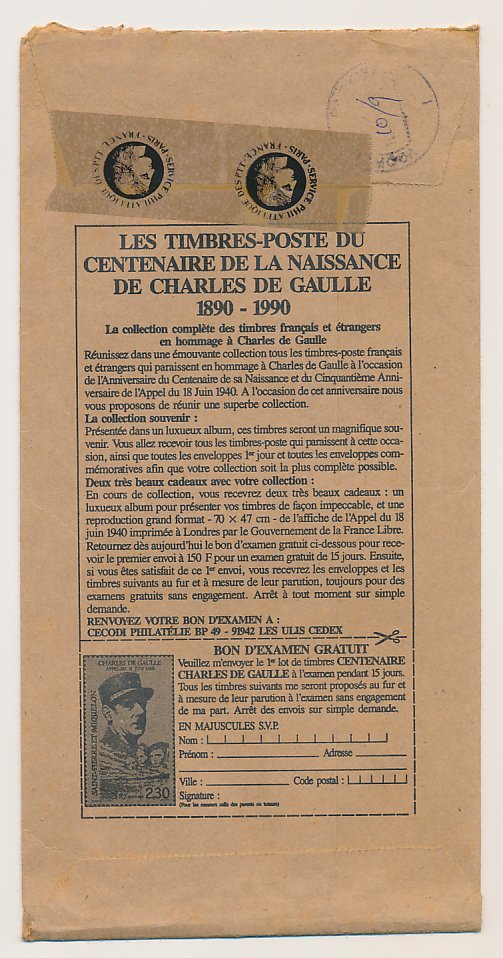 10/9
SERVICE PHILATELIQUE DES PTT - FRANCE - PARIS -
SERVICE PHILATELIQUE DES PTT - FRANCE - PARIS -
LES TIMBRES-POSTE DU
CENTENAIRE DE LA NAISSANCE
DE CHARLES DE GAULLE
1890 - 1990
La collection complète des timbres français et étrangers
en hommage à Charles de Gaulle
Réunissez dans une émouvante collection tous les timbres-poste français
et étrangers qui paraissent en hommage à Charles de Gaulle à l'occasion
de l'Anniversaire du Centenaire de sa Naissance et du Cinquantième Anni-
versaire de l'Appel du 18 Juin 1940. A l'occasion de cet anniversaire nous
vous proposons de réunir une superbe collection.
La collection souvenir :
Présentée dans un luxueux album, ces timbres seront un magnifique sou-
venir. Vous allez recevoir tous les timbres-poste qui paraissent à cette occa-
sion, ainsi que toutes les enveloppes 1er jour et toutes les enveloppes com-
mémoratives afin que votre collection soit la plus complète possible.
Deux très beaux cadeaux avec votre collection :
En cours de collection, vous recevrez deux très beaux cadeaux : un
luxueux album pour présenter vos timbres de façon impeccable, et une
reproduction grand format - 70 × 47 cm - de l'affiche de l'Appel du 18
juin 1940 imprimée à Londres par le Gouvernement de la France Libre.
Retournez dès aujourd'hui le bon d'examen gratuit ci-dessous pour rece-
voir le premier envoi à 150 F pour un examen gratuit de 15 jours. Ensuite,
si vous êtes satisfait de ce 1er envoi, vous recevrez les enveloppes et les
timbres suivants au fur et à mesure de leur parution, toujours pour des
examens gratuits sans engagement. Arrêt à tout moment sur simple
demande.
RENVOYEZ VOTRE BON D'EXAMEN A :
CECODI PHILATÉLIE BP 49 - 91942 LES ULIS CEDEX
BON D'EXAMEN GRATUIT
Veuillez m'envoyer le 1er lot de timbres CENTENAIRE
CHARLES DE GAULLE à l'examen pendant 15 jours.
Tous les timbres suivants me seront proposés au fur et
à mesure de leur parution à l'examen sans engagement
de ma part. Arrêt des envois sur simple demande.
EN MAJUSCULES S.V.P.
Nom :
Prénom : Adresse
Ville : Code postal :
Signature :
(Pour les mineurs celle des parents ou tuteurs)
CHARLES DE GAULLE
SAINT-PIERRE ET MIQUELON
2,30